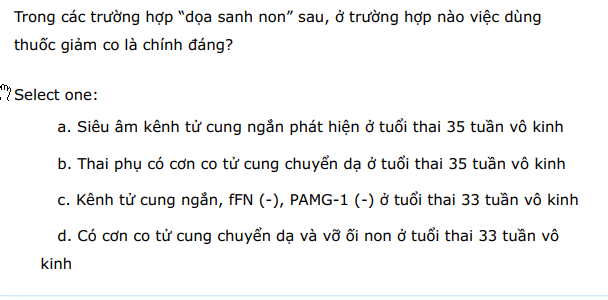 Trong các trường hợp “dọa sanh non” sau, ở trường hợp nào việc dùng
thuốc giảm co là chính đáng?
Select one:
a. Siêu âm kênh tử cung ngắn phát hiện ở tuổi thai 35 tuần vô kinh
b. Thai phụ có cơn co tử cung chuyển dạ ở tuổi thai 35 tuần vô kinh
c. Kênh tử cung ngắn, fFN (-), PAMG-1 (-) ở tuổi thai 33 tuần vô kinh
d. Có cơn co tử cung chuyển dạ và vỡ ối non ở tuổi thai 33 tuần vô
kinh